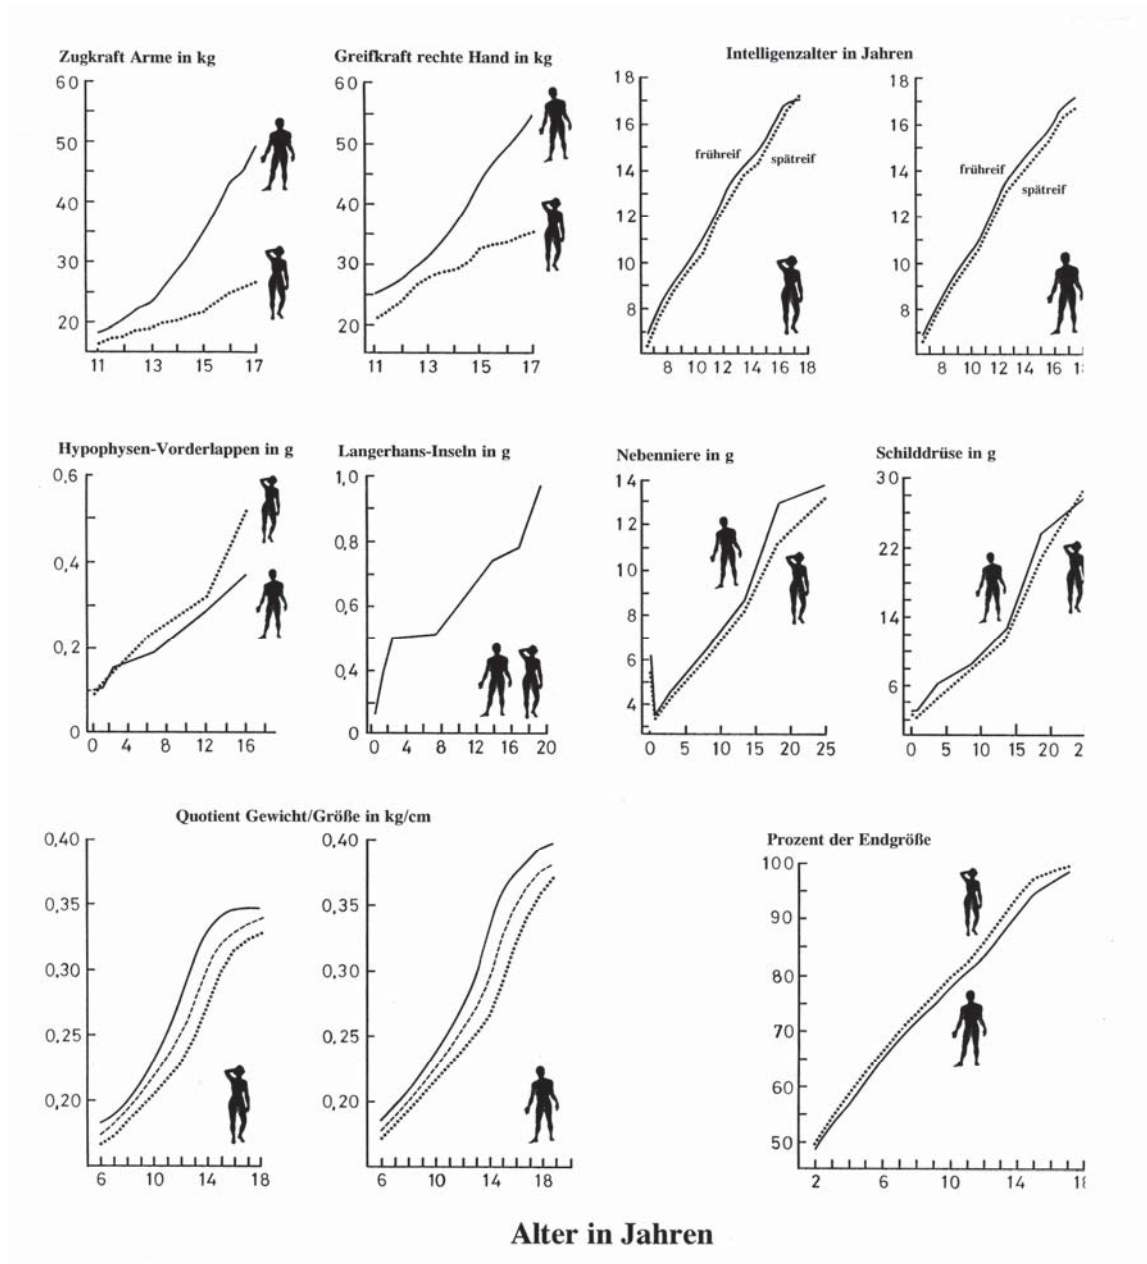 Zugkraft Arme in kg
60
50
40
30
20
11 13 15 17
Greifkraft rechte Hand in kg
60
50
40
30
20
11 13 15 17
Intelligenzalter in Jahren
18
16
14
12
10
8
frühreif
spätreif
8 10 12 14 16 18
18
16
14
12
10
8
frühreif
spätreif
8 10 12 14 16
Hypophysen-Vorderlappen in g
0,6
0,4
0,2
0
0 4 8 12 16
Langerhans-Inseln in g
1,0
0,8
0,6
0,4
0
0 4 8 12 16 20
Nebenniere in g
14
12
10
8
6
4
0 5 10 15 20 25
Schilddrüse in g
30
22
14
6
0 5 10 15 20 2
Quotient Gewicht/Größe in kg/cm
0,40
0,35
0,30
0,25
0,20
6 10 14 18
0,40
0,35
0,30
0,25
0,20
6 10 14 18
Prozent der Endgröße
100
90
80
70
60
50
2 6 10 14
Alter in Jahren